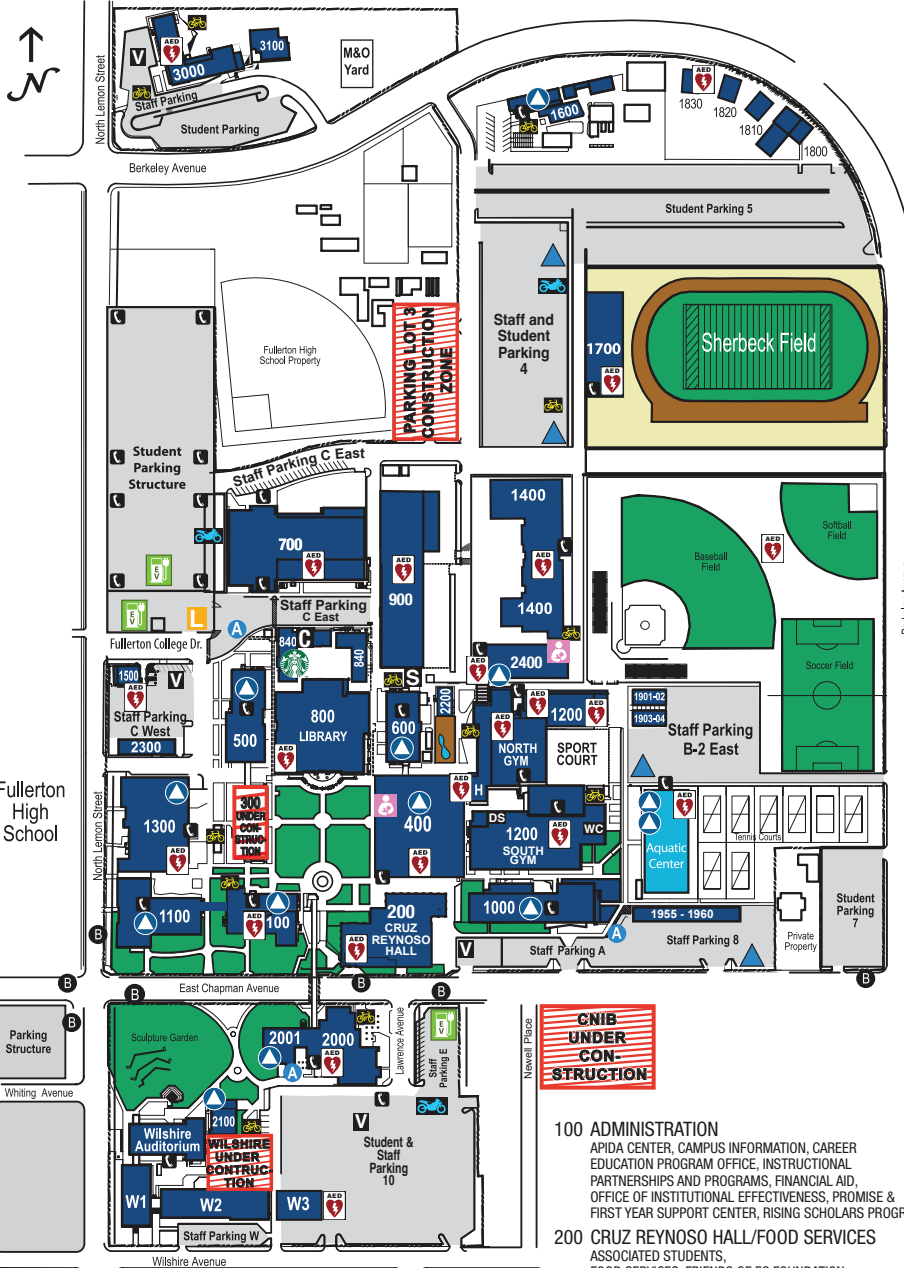 N
North Lemon Street
V
AED
3000
3100
M&O
Yard
Staff Parking
Student Parking
Berkeley Avenue
1600
AED
1830
1820
1810
1800
Student Parking 5
Staff and
Student
Parking
4
1700
AED
Sherbeck Field
Fullerton High
School Property
PARKING LOT 3
CONSTRUCTION
ZONE
Student
Parking
Structure
Staff Parking C East
EV
EV
L
700
AED
Staff Parking
C East
A
Fullerton College Dr.
900
AED
1400
AED
1400
2400
AED
Baseball
Field
AED
Softball
Field
Soccer Field
1500
AED
V
Staff Parking
C West
2300
500
840
C
840
800
LIBRARY
AED
S
600
2200
AED
NORTH
GYM
AED
1200
AED
SPORT
COURT
1901-02
1903-04
Staff Parking
B-2 East
Fullerton
High
School
North Lemon Street
1300
AED
300
UNDER
CON-
STRUC-
TION
400
AED
AED
H
DS
1200
SOUTH
GYM
WC
AED
Aquatic
Center
Tennis Courts
1100
100
AED
200
CRUZ
REYNOSO
HALL
AED
1000
A
1955 - 1960
Staff Parking A
V
Staff Parking 8
Private
Property
Student
Parking
7
B
B
B
B
B
B
B
East Chapman Avenue
Parking
Structure
Whiting Avenue
Sculpture Garden
2001
2000
AED
A
Lawrence Avenue
EV
Staff
Parking E
Newell Place
CNIB
UNDER
CON-
STRUCTION
2100
Wilshire
Auditorium
WILSHIRE
UNDER
CONTRUC-
TION
V
Student &
Staff
Parking
10
W1
W2
W3
AED
Staff Parking W
Wilshire Avenue
100 ADMINISTRATION
APIDA CENTER, CAMPUS INFORMATION, CAREER
EDUCATION PROGRAM OFFICE, INSTRUCTIONAL
PARTNERSHIPS AND PROGRAMS, FINANCIAL AID,
OFFICE OF INSTITUTIONAL EFFECTIVENESS, PROMISE &
FIRST YEAR SUPPORT CENTER, RISING SCHOLARS PROGR
200 CRUZ REYNOSO HALL/FOOD SERVICES
ASSOCIATED STUDENTS,